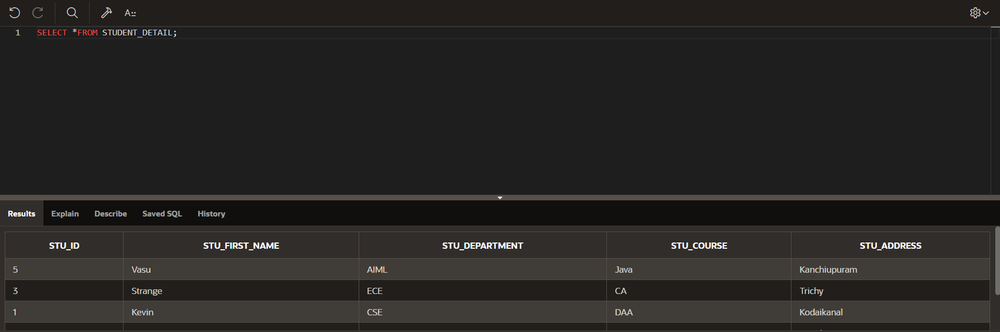 A::
1 SELECT *FROM STUDENT_DETAIL;
Results Explain Describe Saved SQL History
STU_ID STU_FIRST_NAME STU_DEPARTMENT STU_COURSE STU_ADDRESS
5 Vasu AIML Java Kanchiupuram
3 Strange ECE CA Trichy
1 Kevin CSE DAA Kodaikanal